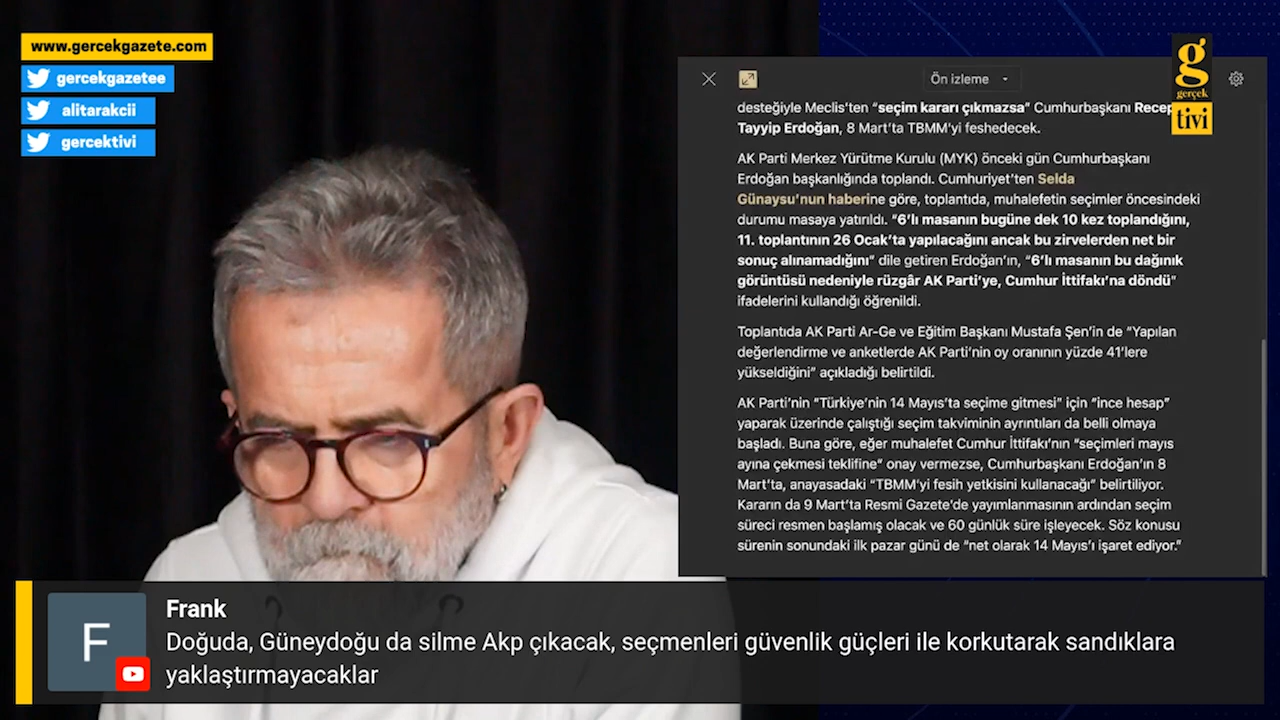 www.gercekgazete.com
gercekgazetee
alitarakcii
gercektivi
Ön izleme
g
gerçek
tivi
desteğiyle Meclis'ten “seçim kararı çıkmazsa” Cumhurbaşkanı Recep
Tayyip Erdoğan, 8 Mart'ta TBMM'yi feshedecek.
AK Parti Merkez Yürütme Kurulu (MYK) önceki gün Cumhurbaşkanı
Erdoğan başkanlığında toplandı. Cumhuriyet'ten Selda
Günaysu'nun haberine göre, toplantıda, muhalefetin seçimler öncesindeki
durumu masaya yatırıldı. “6'lı masanın bugüne dek 10 kez toplandığını,
11. toplantının 26 Ocak'ta yapılacağını ancak bu zirvelerden net bir
sonuç alınamadığını” dile getiren Erdoğan'ın, “6'lı masanın bu dağınık
görüntüsü nedeniyle rüzgâr AK Parti'ye, Cumhur İttifakı'na döndü”
ifadelerini kullandığı öğrenildi.
Toplantıda AK Parti Ar-Ge ve Eğitim Başkanı Mustafa Şen'in de “Yapılan
değerlendirme ve anketlerde AK Parti'nin oy oranının yüzde 41'lere
yükseldiğini” açıkladığı belirtildi.
AK Parti'nin “Türkiye'nin 14 Mayıs'ta seçime gitmesi” için “ince hesap”
yaparak üzerinde çalıştığı seçim takviminin ayrıntıları da belli olmaya
başladı. Buna göre, eğer muhalefet Cumhur İttifakı'nın “seçimleri mayıs
ayına çekmesi teklifine” onay vermezse, Cumhurbaşkanı Erdoğan'ın 8
Mart'ta, anayasadaki “TBMM'yi fesih yetkisini kullanacağı” belirtiliyor.
Kararın da 9 Mart'ta Resmi Gazete'de yayımlanmasının ardından seçim
süreci resmen başlamış olacak ve 60 günlük süre işleyecek. Söz konusu
sürenin sonundaki ilk pazar günü de “net olarak 14 Mayıs'ı işaret ediyor.”
F
Frank
Doğuda, Güneydoğu da silme Akp çıkacak, seçmenleri güvenlik güçleri ile korkutarak sandıklara
yaklaştırmayacaklar